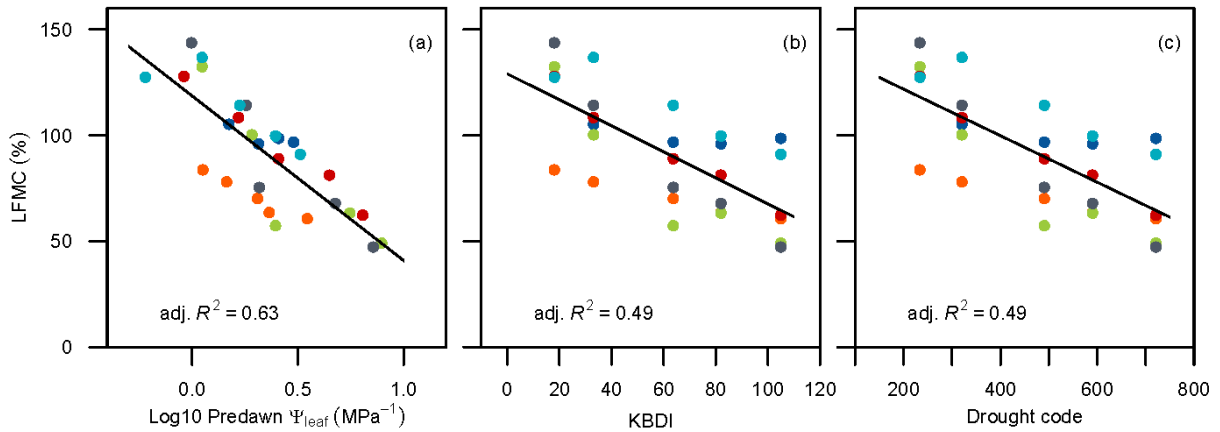 150
100
50
0
LFMC (%)
(a)
adj. R² = 0.63
0.0 0.5 1.0
Log10 Predawn Ψleaf (MPa⁻¹)
(b)
adj. R² = 0.49
0 20 40 60 80 100 120
KBDI
(c)
adj. R² = 0.49
200 400 600 800
Drought code